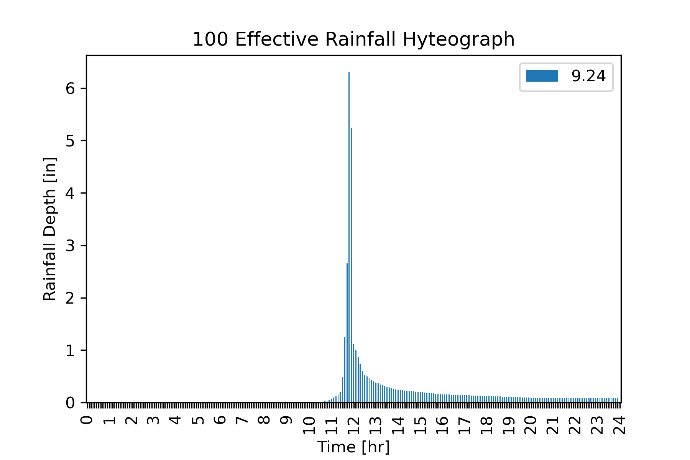 100 Effective Rainfall Hyteograph
9.24
Rainfall Depth [in]
6
5
4
3
2
1
0
0 1 2 3 4 5 6 7 8 9 10 11 12 13 14 15 16 17 18 19 20 21 22 23 24
Time [hr]